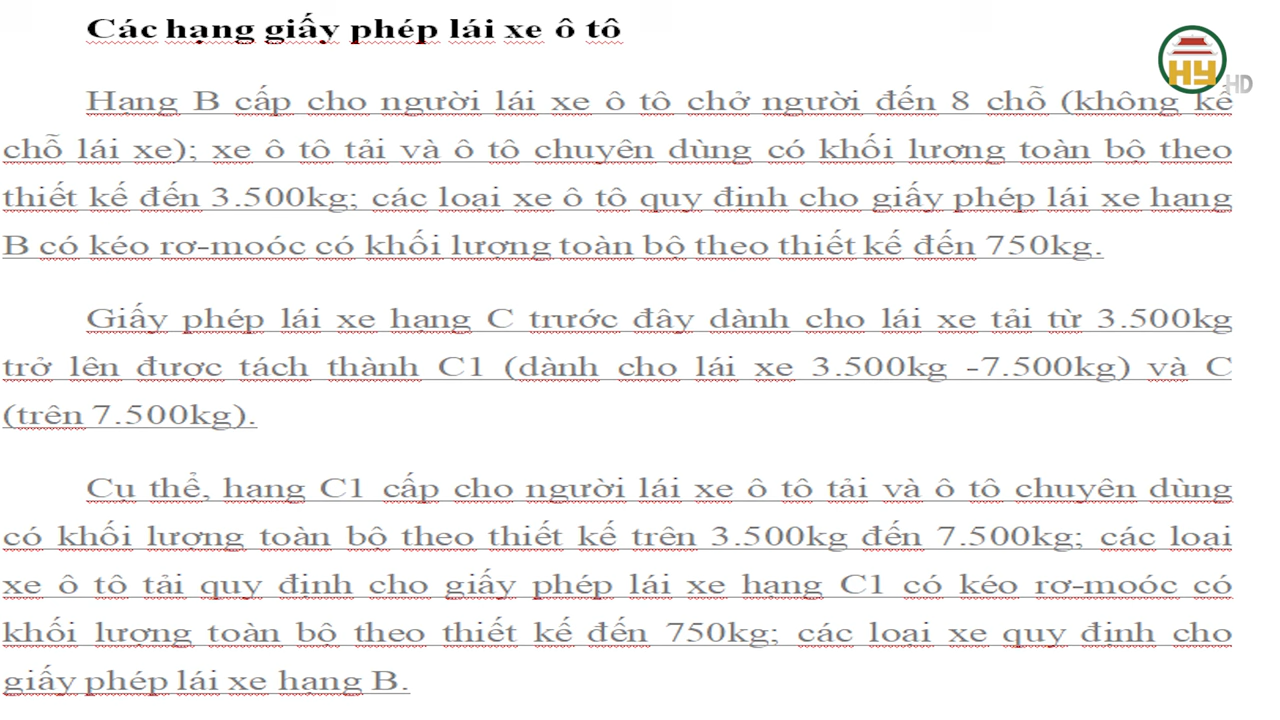 Các hạng giấy phép lái xe ô tô
HY
HD
Hạng B cấp cho người lái xe ô tô chở người đến 8 chỗ (không kể
chỗ lái xe); xe ô tô tải và ô tô chuyên dùng có khối lượng toàn bộ theo
thiết kế đến 3.500kg; các loại xe ô tô quy định cho giấy phép lái xe hạng
B có kéo rơ-moóc có khối lượng toàn bộ theo thiết kế đến 750kg.
Giấy phép lái xe hạng C trước đây dành cho lái xe tải từ 3.500kg
trở lên được tách thành C1 (dành cho lái xe 3.500kg -7.500kg) và C
(trên 7.500kg).
Cụ thể, hạng C1 cấp cho người lái xe ô tô tải và ô tô chuyên dùng
có khối lượng toàn bộ theo thiết kế trên 3.500kg đến 7.500kg; các loại
xe ô tô tải quy định cho giấy phép lái xe hạng C1 có kéo rơ-moóc có
khối lượng toàn bộ theo thiết kế đến 750kg; các loại xe quy định cho
giấy phép lái xe hạng B.